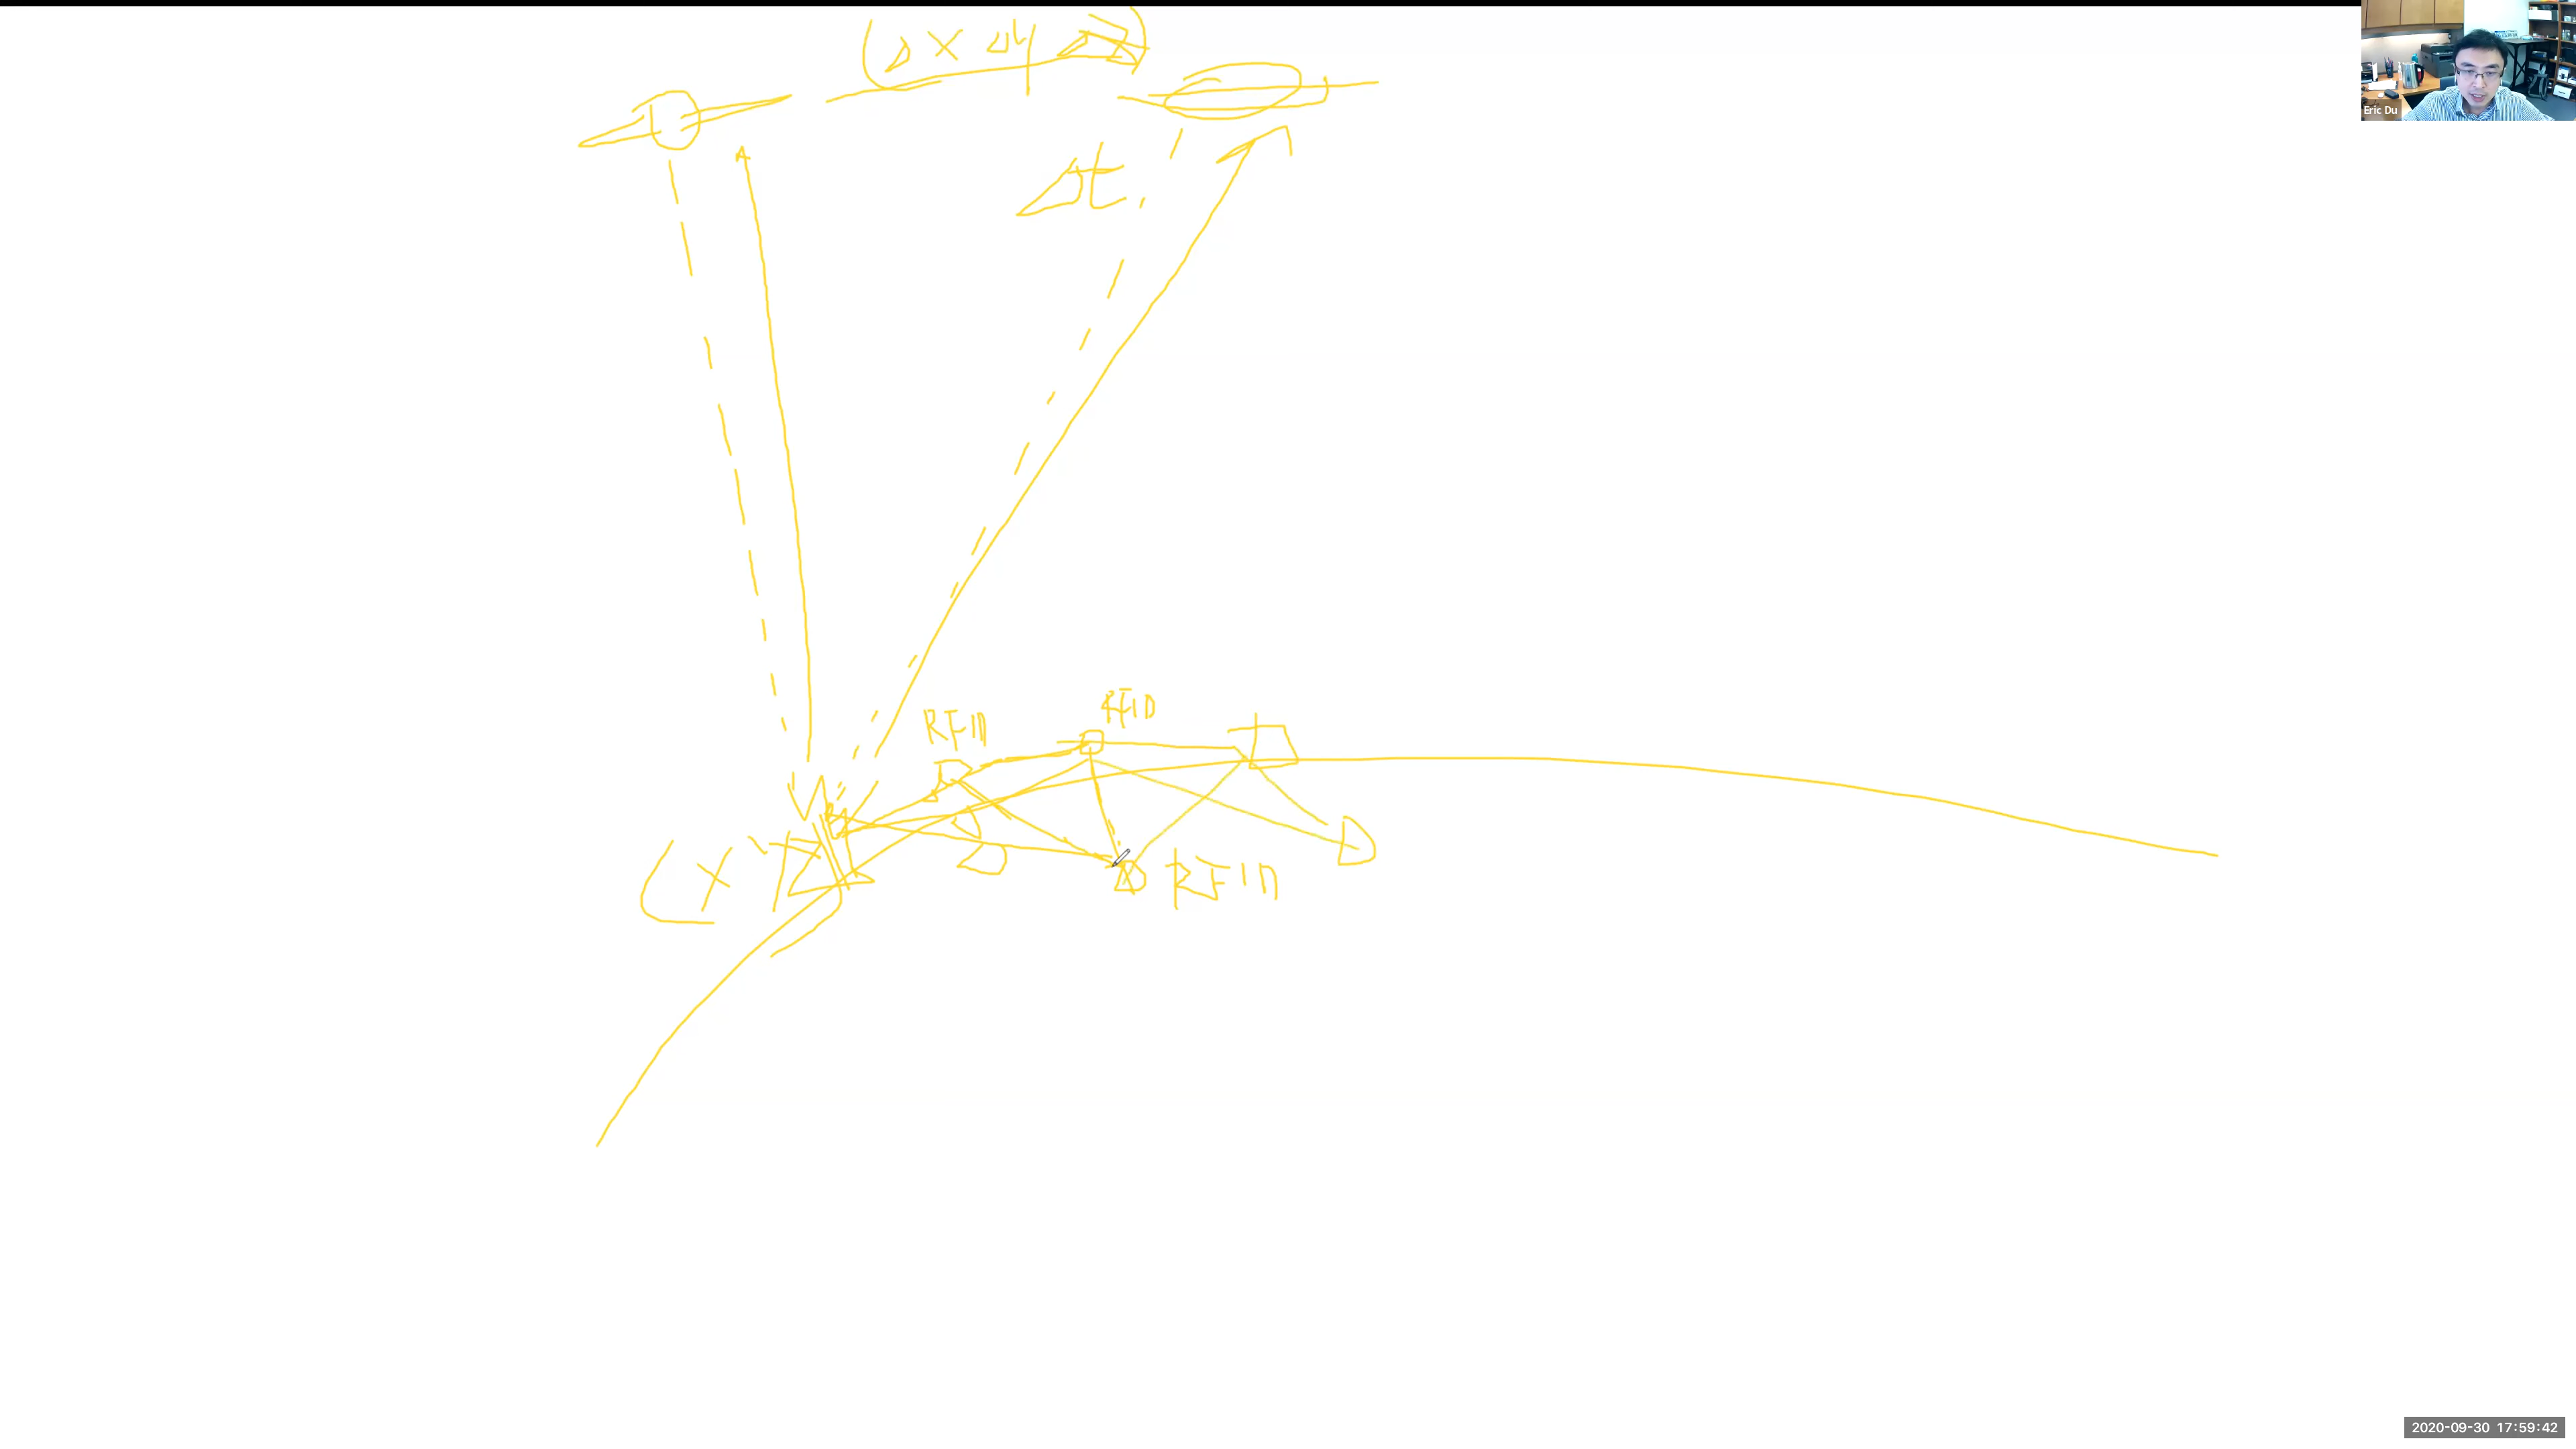 (Δx Δy Δz)
Eric Du
Δt
RFID
RFID
(x
RFID
2020-09-30 17:59:42